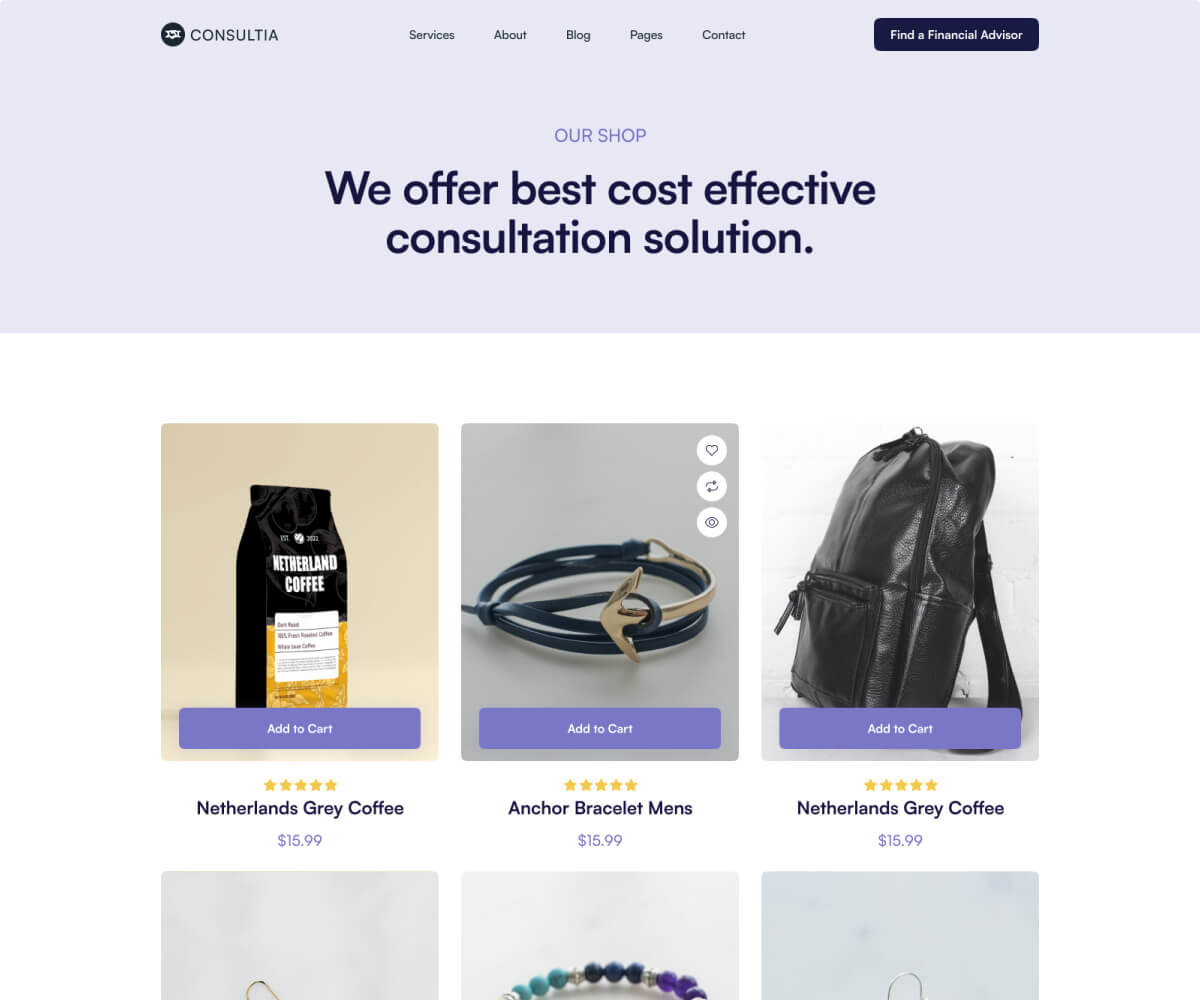 CONSULTIA
Services
About
Blog
Pages
Contact
Find a Financial Advisor
OUR SHOP
We offer best cost effective
consultation solution.
EST. 2022
NETHERLAND
COFFEE
Dark Roast
100% Fresh Roasted Coffee
Whole bean Coffee
Add to Cart
Add to Cart
Add to Cart
Netherlands Grey Coffee
Anchor Bracelet Mens
Netherlands Grey Coffee
$15.99
$15.99
$15.99